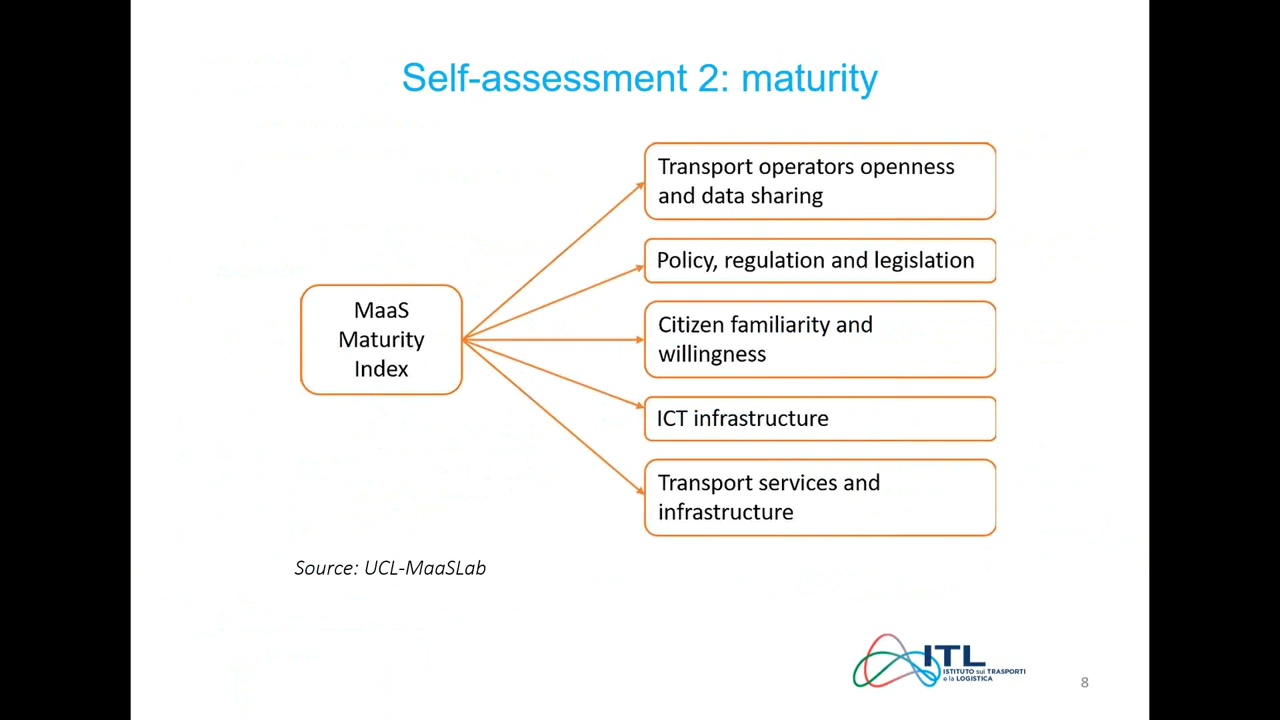 Self-assessment 2: maturity
Transport operators openness
and data sharing
Policy, regulation and legislation
MaaS
Maturity
Index
Citizen familiarity and
willingness
ICT infrastructure
Transport services and
infrastructure
Source: UCL-MaaSLab
ITL
ISTITUTO sui TRASPORTI
e la LOGISTICA
8